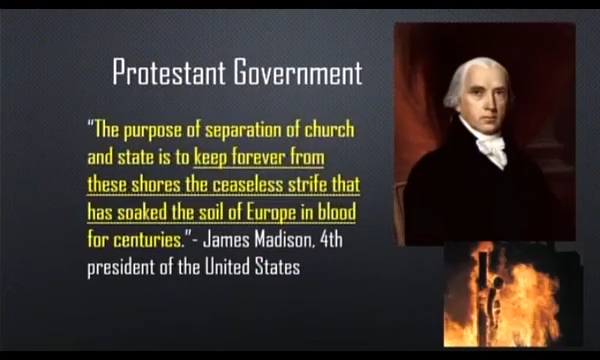 Protestant Government
“The purpose of separation of church
and state is to keep forever from
these shores the ceaseless strife that
has soaked the soil of Europe in blood
for centuries.”- James Madison, 4th
president of the United States